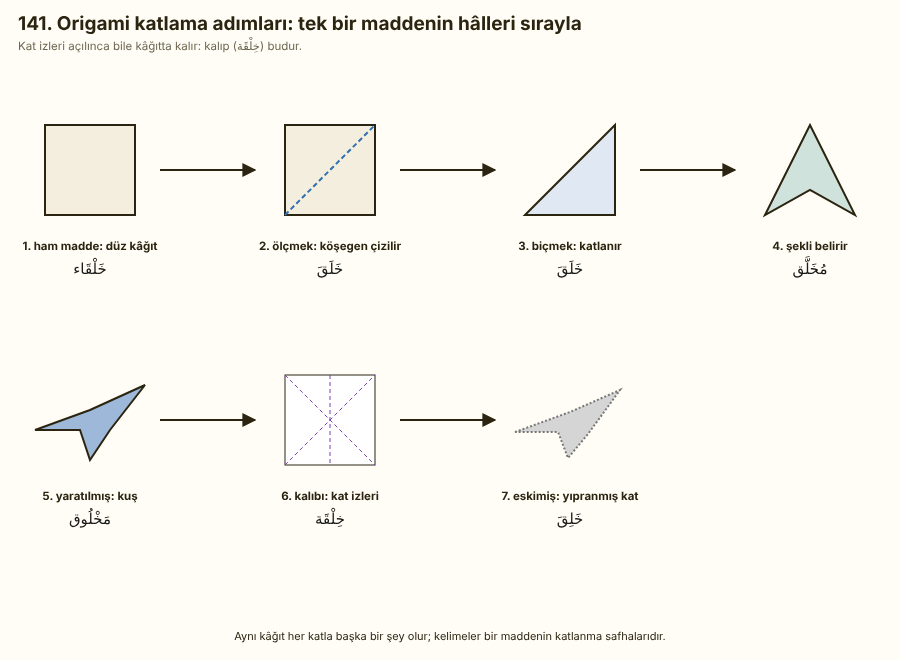 141. Origami katlama adımları: tek bir maddenin hâlleri sırayla
Kat izleri açılınca bile kâğıtta kalır: kalıp (خِلْقَة) budur.
1. ham madde: düz kâğıt
خَلْقَاء
2. ölçmek: köşegen çizilir
خَلَقَ
3. biçmek: katlanır
خَلَقَ
4. şekli belirir
مُخَلَّق
5. yaratılmış: kuş
مَخْلُوق
6. kalıbı: kat izleri
خِلْقَة
7. eskimiş: yıpranmış kat
خَلِقَ
Aynı kâğıt her katla başka bir şey olur; kelimeler bir maddenin katlanma safhalarıdır.